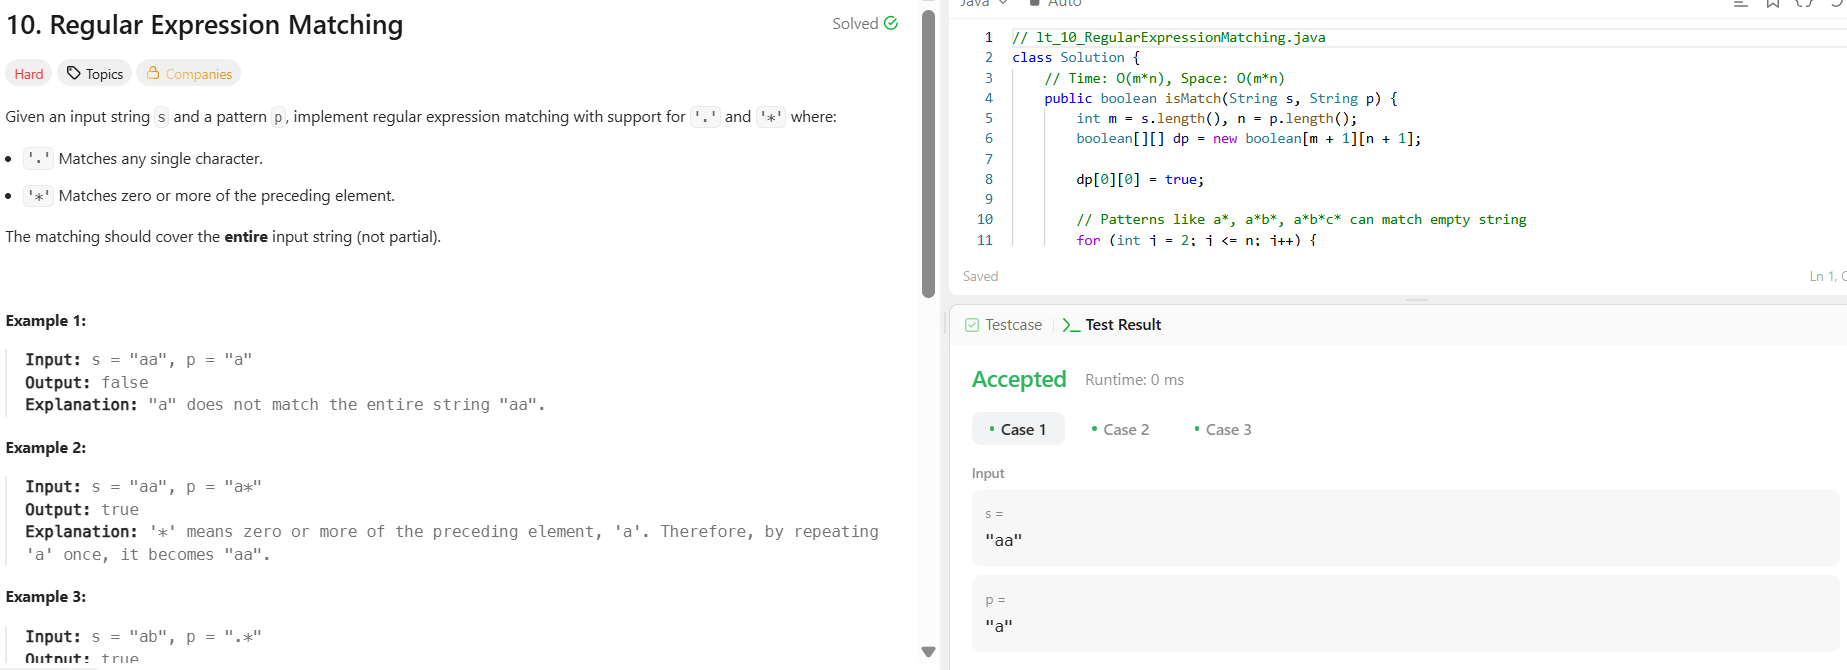 10. Regular Expression Matching
Solved
Hard Topics Companies
Given an input string s and a pattern p, implement regular expression matching with support for '.' and '*' where:
'.' Matches any single character.
'*' Matches zero or more of the preceding element.
The matching should cover the entire input string (not partial).
Example 1:
Input: s = "aa", p = "a"
Output: false
Explanation: "a" does not match the entire string "aa".
Example 2:
Input: s = "aa", p = "a*"
Output: true
Explanation: '*' means zero or more of the preceding element, 'a'. Therefore, by repeating
'a' once, it becomes "aa".
Example 3:
Input: s = "ab", p = ".*"
Output: true
Java Auto
1 // lt_10_RegularExpressionMatching.java
2 class Solution {
3 // Time: O(m*n), Space: O(m*n)
4 public boolean isMatch(String s, String p) {
5 int m = s.length(), n = p.length();
6 boolean[][] dp = new boolean[m + 1][n + 1];
7
8 dp[0][0] = true;
9
10 // Patterns like a*, a*b*, a*b*c* can match empty string
11 for (int j = 2; j <= n; j++) {
Saved
Ln 1,
Testcase
Test Result
Accepted Runtime: 0 ms
Case 1 Case 2 Case 3
Input
s =
"aa"
p =
"a"